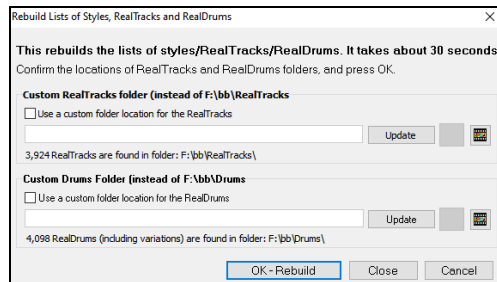 Rebuild Lists of Styles, RealTracks and RealDrums
This rebuilds the lists of styles/RealTracks/RealDrums. It takes about 30 seconds
Confirm the locations of RealTracks and RealDrums folders, and press OK.
Custom RealTracks folder (instead of F:\bb\RealTracks
Use a custom folder location for the RealTracks
Update
3,924 RealTracks are found in folder: F:\bb\RealTracks\
Custom Drums Folder (instead of F:\bb\Drums
Use a custom folder location for the RealDrums
Update
4,098 RealDrums (including variations) are found in folder: F:\bb\Drums\
OK - Rebuild Close Cancel